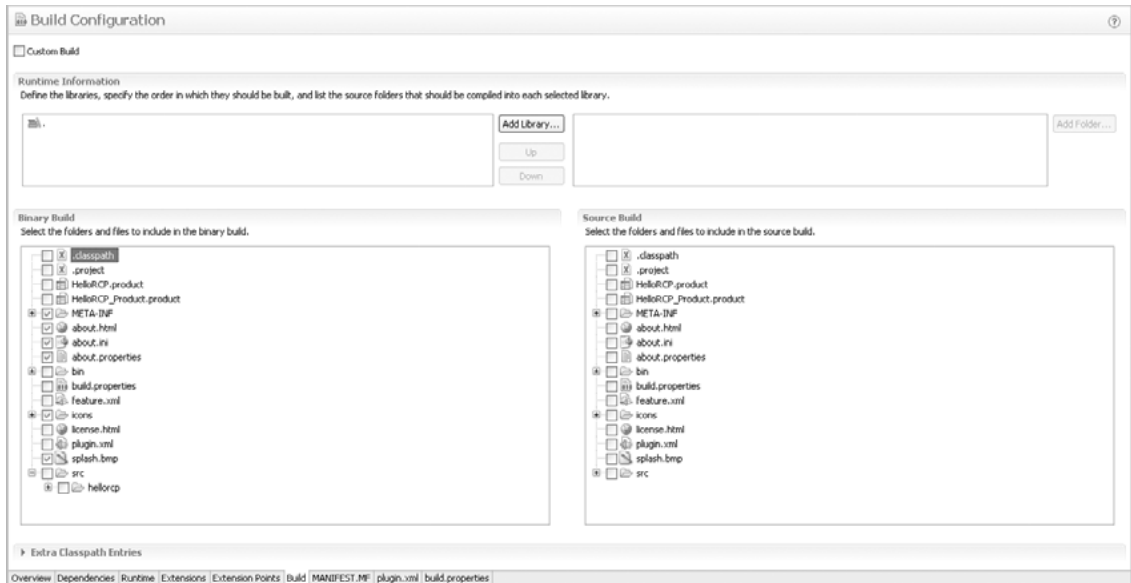 Build Configuration
Custom Build
Runtime Information
Define the libraries, specify the order in which they should be built, and list the source folders that should be compiled into each selected library.
.
Add Library...
Add Folder...
Up
Down
Binary Build
Select the folders and files to include in the binary build.
.classpath
.project
HelloRCP.product
HelloRCP_Product.product
META-INF
about.html
about.ini
about.properties
bin
build.properties
feature.xml
icons
license.html
plugin.xml
splash.bmp
src
hellorcp
Source Build
Select the folders and files to include in the source build.
.classpath
.project
HelloRCP.product
HelloRCP_Product.product
META-INF
about.html
about.ini
about.properties
bin
build.properties
feature.xml
icons
license.html
plugin.xml
splash.bmp
src
Extra Classpath Entries
Overview Dependencies Runtime Extensions Extension Points Build MANIFEST.MF plugin.xml build.properties